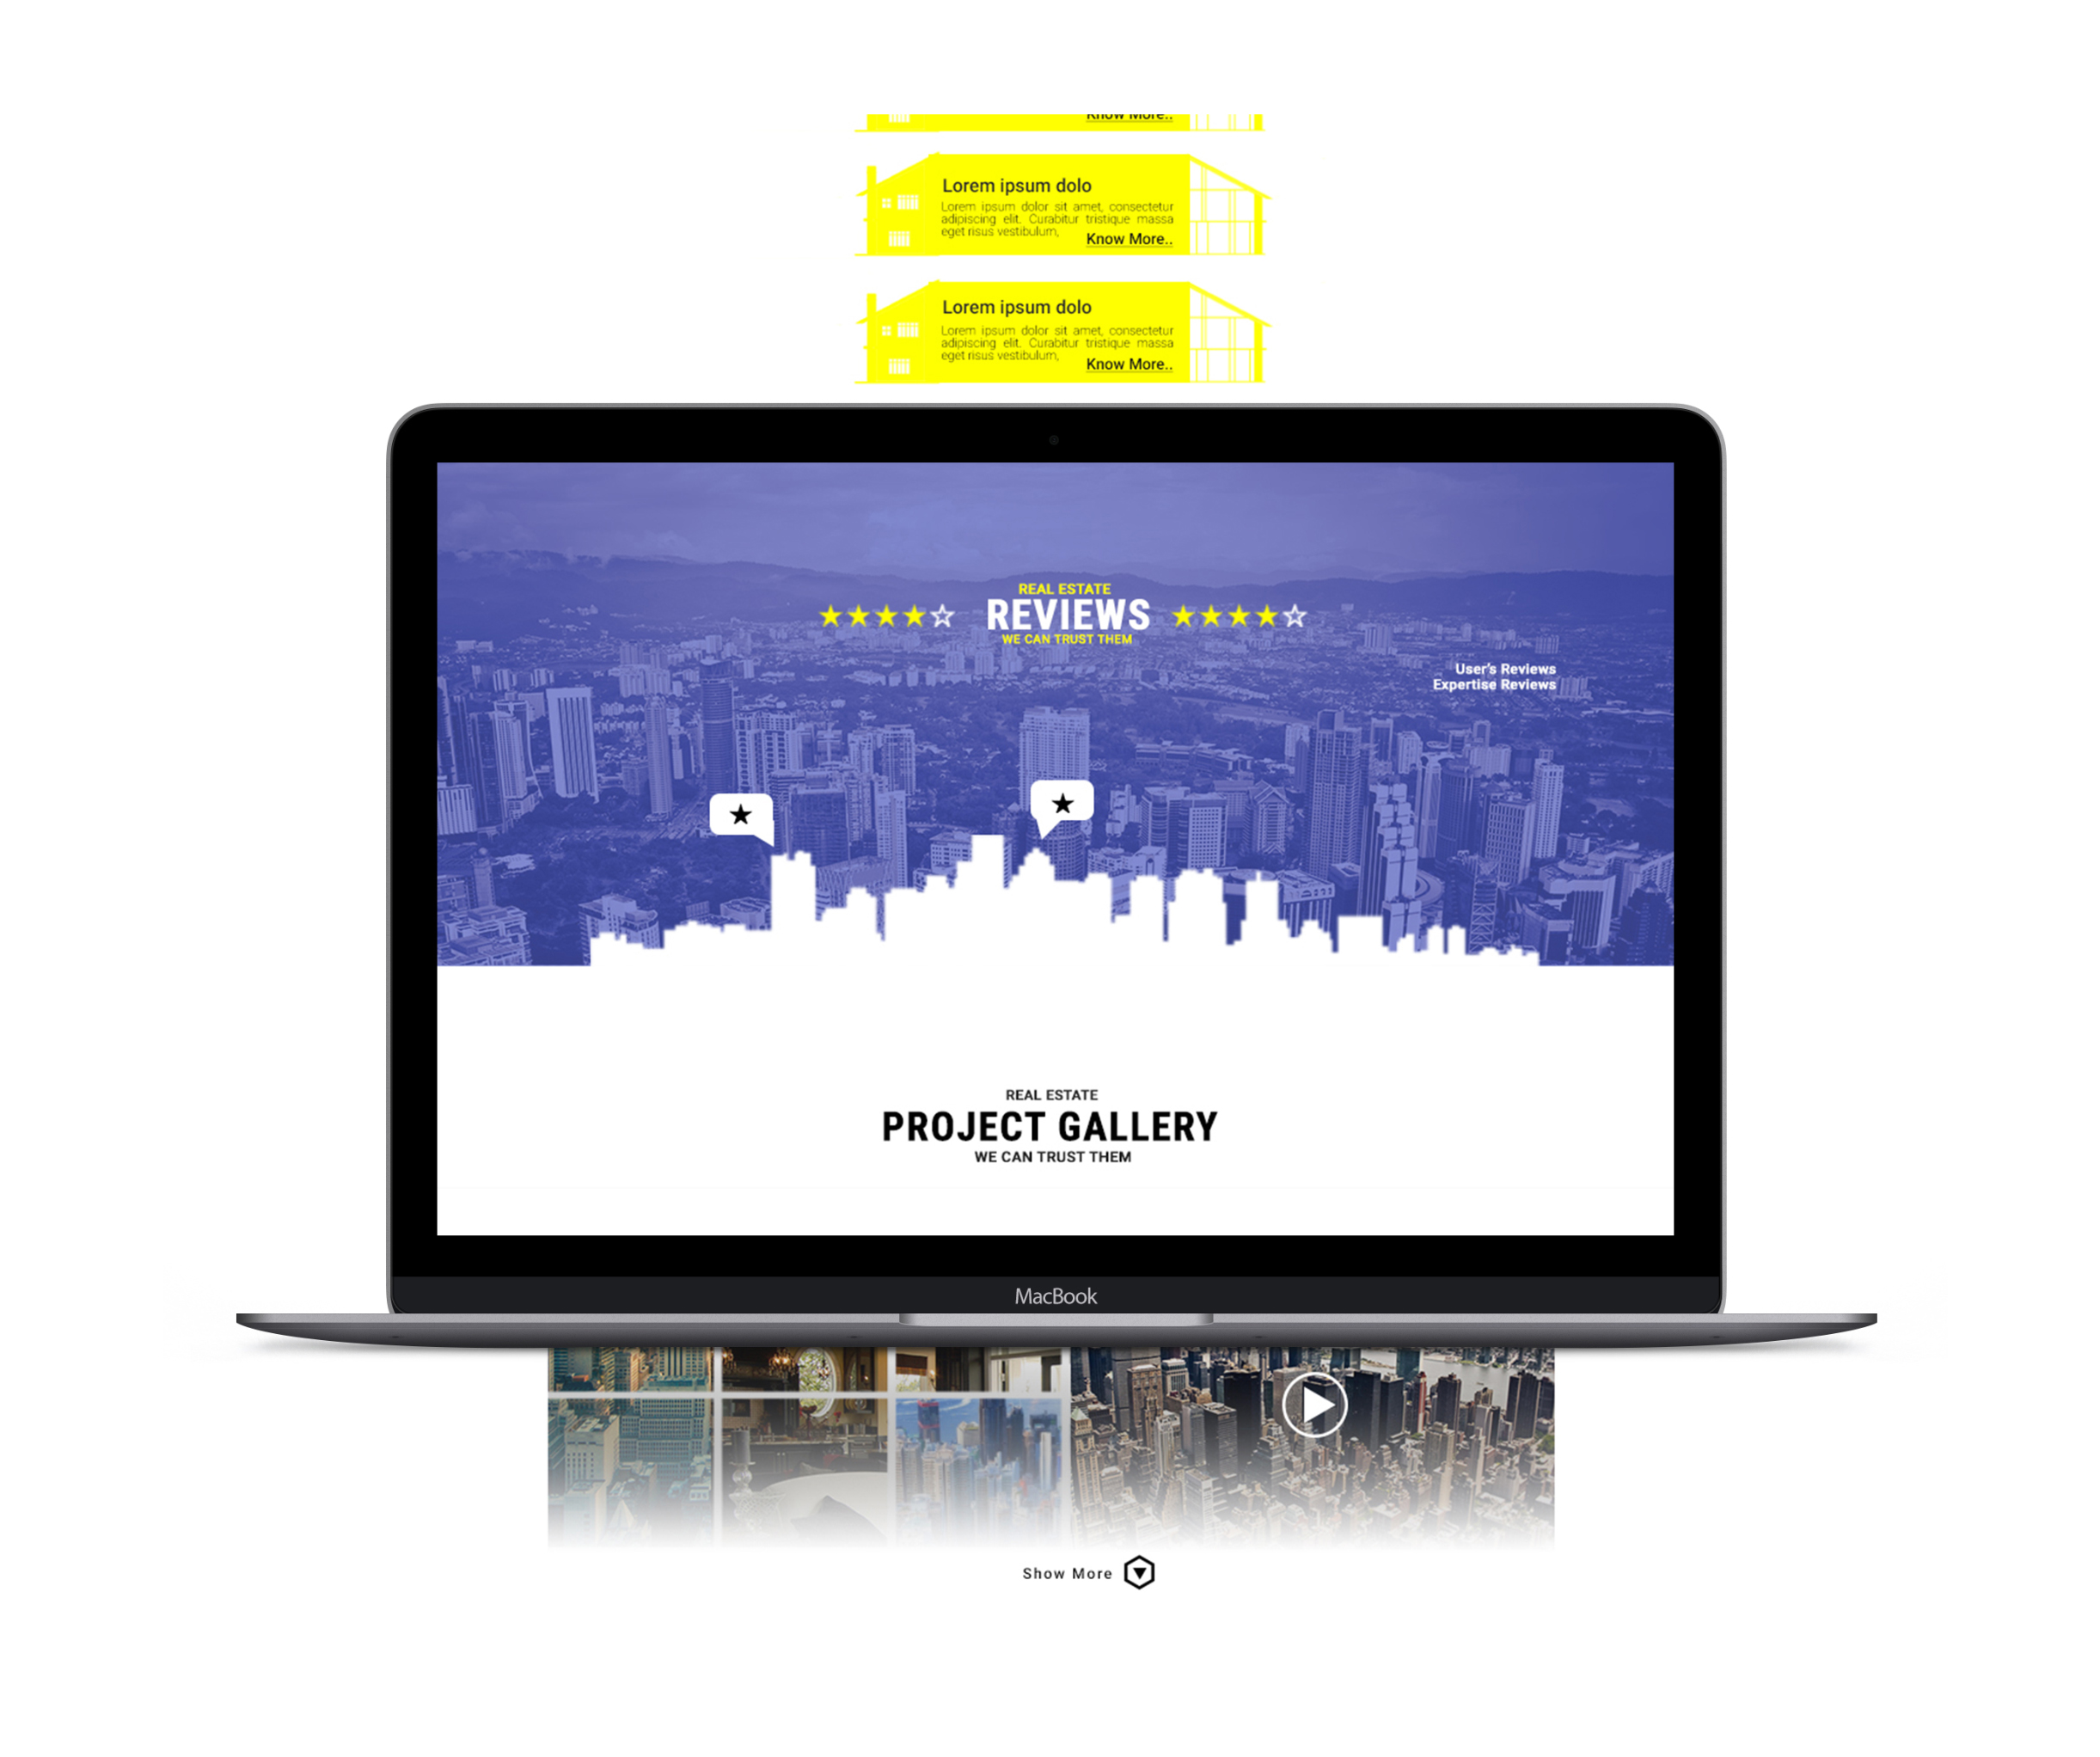 Know More..
Lorem ipsum dolo
Lorem ipsum dolor sit amet, consectetur
adipiscing elit. Curabitur tristique massa
eget risus vestibulum,
Know More..
Lorem ipsum dolo
Lorem ipsum dolor sit amet, consectetur
adipiscing elit. Curabitur tristique massa
eget risus vestibulum,
Know More..
REAL ESTATE
REVIEWS
WE CAN TRUST THEM
User's Reviews
Expertise Reviews
REAL ESTATE
PROJECT GALLERY
WE CAN TRUST THEM
MacBook
Show More